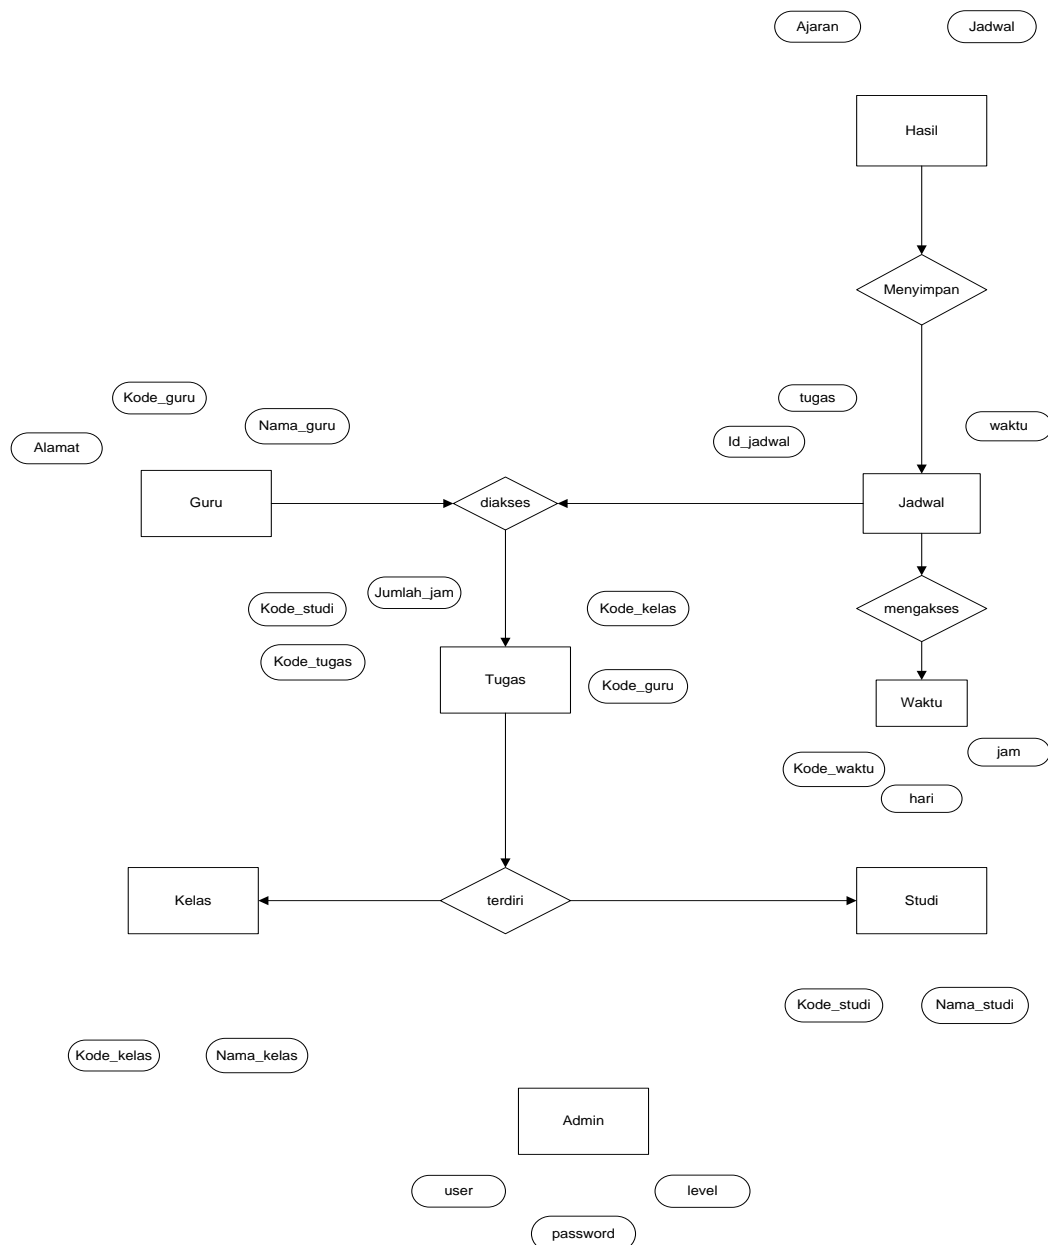 Ajaran
Jadwal
Hasil
Menyimpan
Kode_guru
tugas
Nama_guru
waktu
Alamat
Id_jadwal
Guru
diakses
Jadwal
Jumlah_jam
Kode_studi
Kode_kelas
mengakses
Kode_tugas
Tugas
Kode_guru
Waktu
jam
Kode_waktu
hari
Kelas
terdiri
Studi
Kode_studi
Nama_studi
Kode_kelas
Nama_kelas
Admin
user
level
password